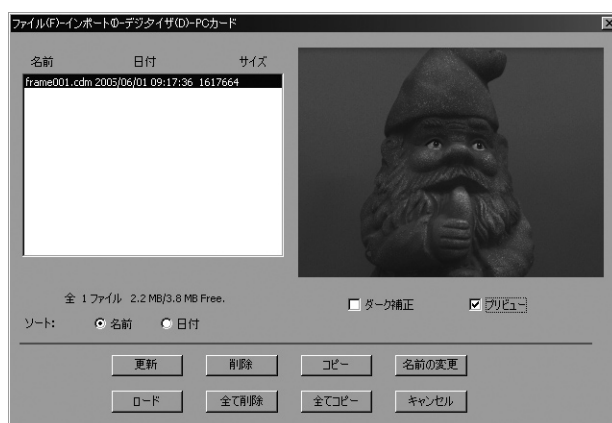 ファイル(F)-インポート(I)-デジタイザ(D)-PCカード
名前 日付 サイズ
frame001.cdm 2005/06/01 09:17:36 1617664
全 1 ファイル 2.2 MB/3.8 MB Free.
ダーク補正 プリビュー
ソート: 名前 日付
更新 削除 コピー 名前の変更
ロード 全て削除 全てコピー キャンセル